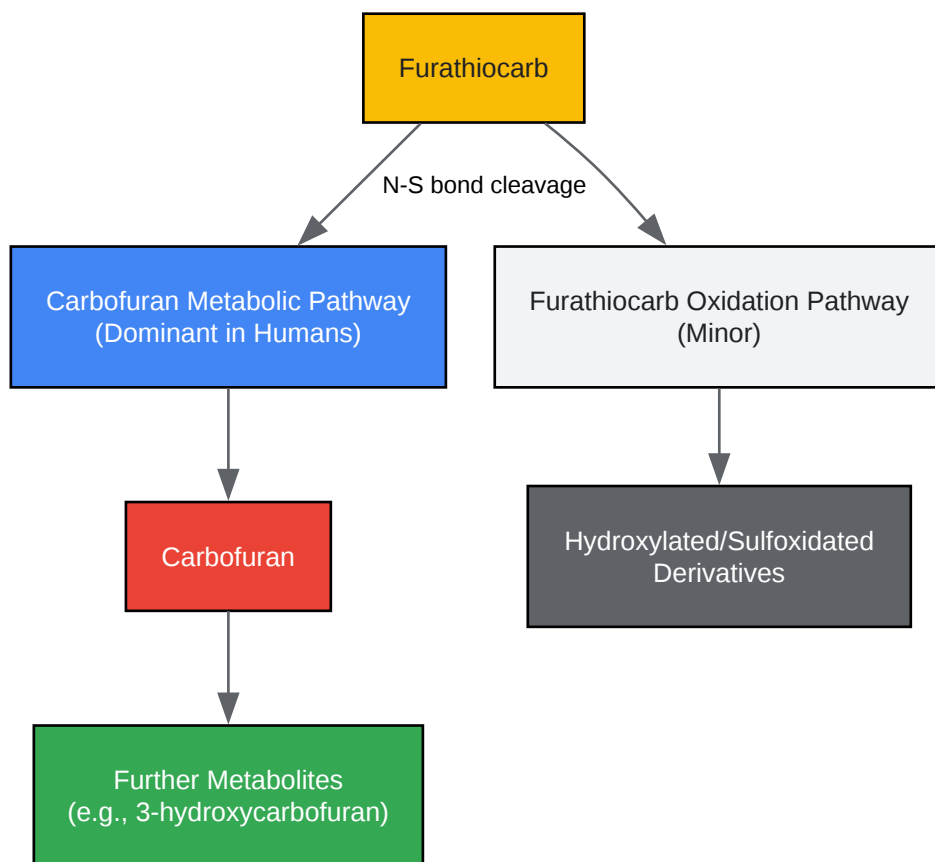 Furathiocarb
N-S bond cleavage
Carbofuran Metabolic Pathway
(Dominant in Humans)
Furathiocarb Oxidation Pathway
(Minor)
Carbofuran
Hydroxylated/Sulfoxidated
Derivatives
Further Metabolites
(e.g., 3-hydroxycarbofuran)